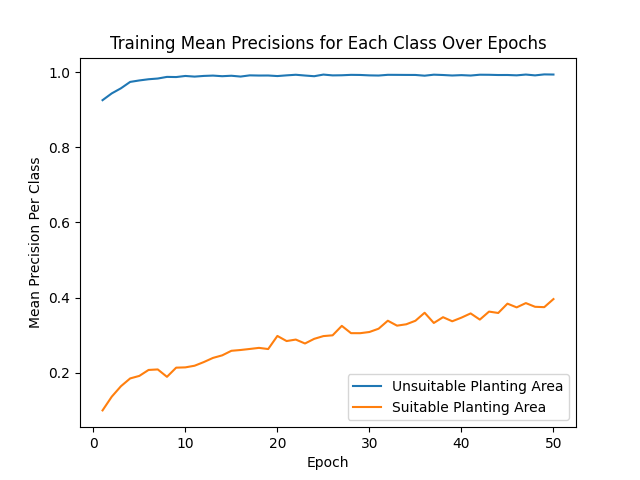 Training Mean Precisions for Each Class Over Epochs
Mean Precision Per Class
1.0
0.8
0.6
0.4
0.2
Unsuitable Planting Area
Suitable Planting Area
0 10 20 30 40 50
Epoch